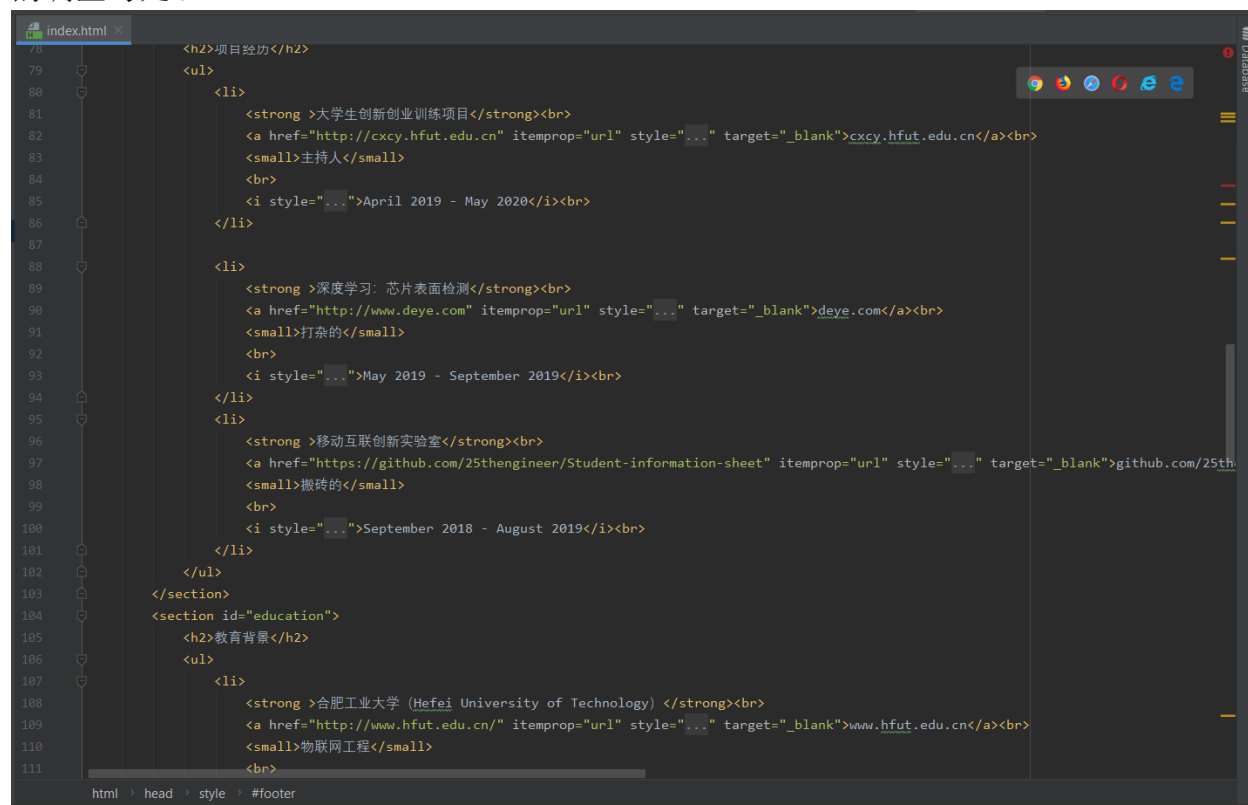 index.html
Database
78 <h2>项目经历</h2>
79 <ul>
80 <li>
81 <strong >大学生创新创业训练项目</strong><br>
82 <a href="http://cxcy.hfut.edu.cn" itemprop="url" style="..." target="_blank">cxcy.hfut.edu.cn</a><br>
83 <small>主持人</small>
84 <br>
85 <i style="...">April 2019 - May 2020</i><br>
86 </li>
87
88 <li>
89 <strong >深度学习：芯片表面检测</strong><br>
90 <a href="http://www.deye.com" itemprop="url" style="..." target="_blank">deye.com</a><br>
91 <small>打杂的</small>
92 <br>
93 <i style="...">May 2019 - September 2019</i><br>
94 </li>
95 <li>
96 <strong >移动互联创新实验室</strong><br>
97 <a href="https://github.com/25thengineer/Student-information-sheet" itemprop="url" style="..." target="_blank">github.com/25th
98 <small>搬砖的</small>
99 <br>
100 <i style="...">September 2018 - August 2019</i><br>
101 </li>
102 </ul>
103 </section>
104 <section id="education">
105 <h2>教育背景</h2>
106 <ul>
107 <li>
108 <strong >合肥工业大学（Hefei University of Technology）</strong><br>
109 <a href="http://www.hfut.edu.cn/" itemprop="url" style="..." target="_blank">www.hfut.edu.cn</a><br>
110 <small>物联网工程</small>
111 <br>
html › head › style › #footer